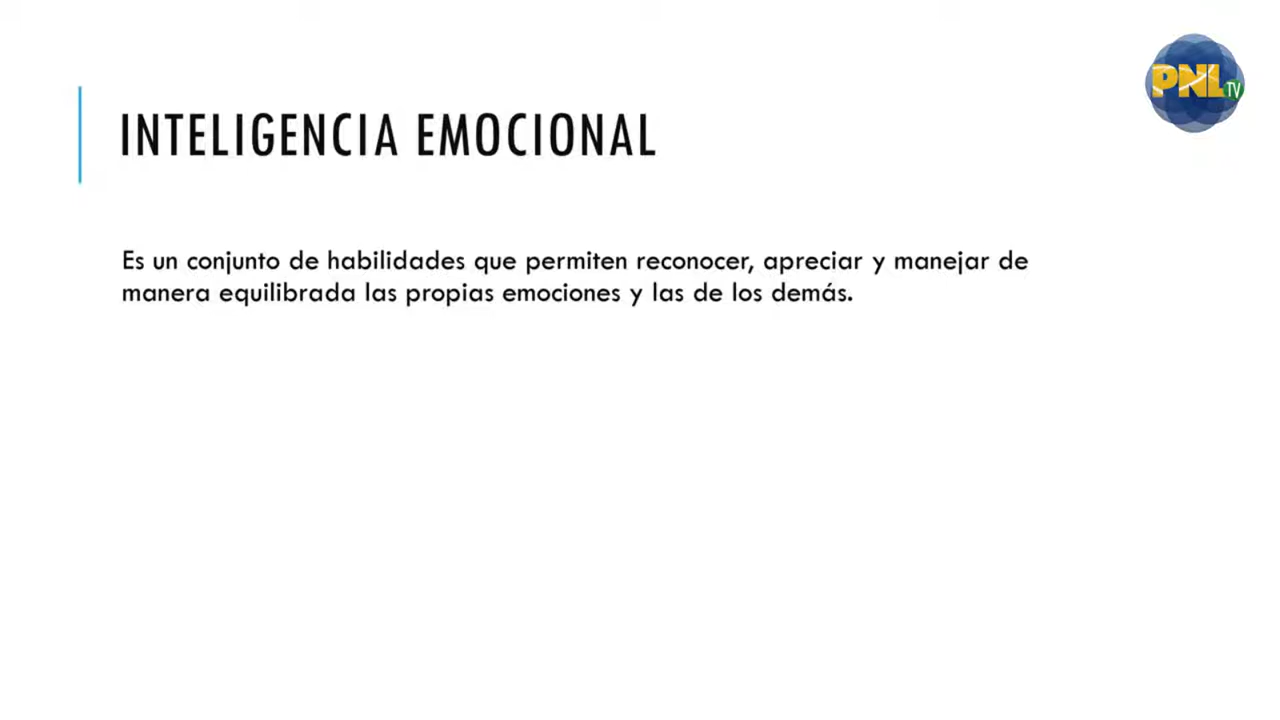 PNL TV
INTELIGENCIA EMOCIONAL
Es un conjunto de habilidades que permiten reconocer, apreciar y manejar de
manera equilibrada las propias emociones y las de los demás.